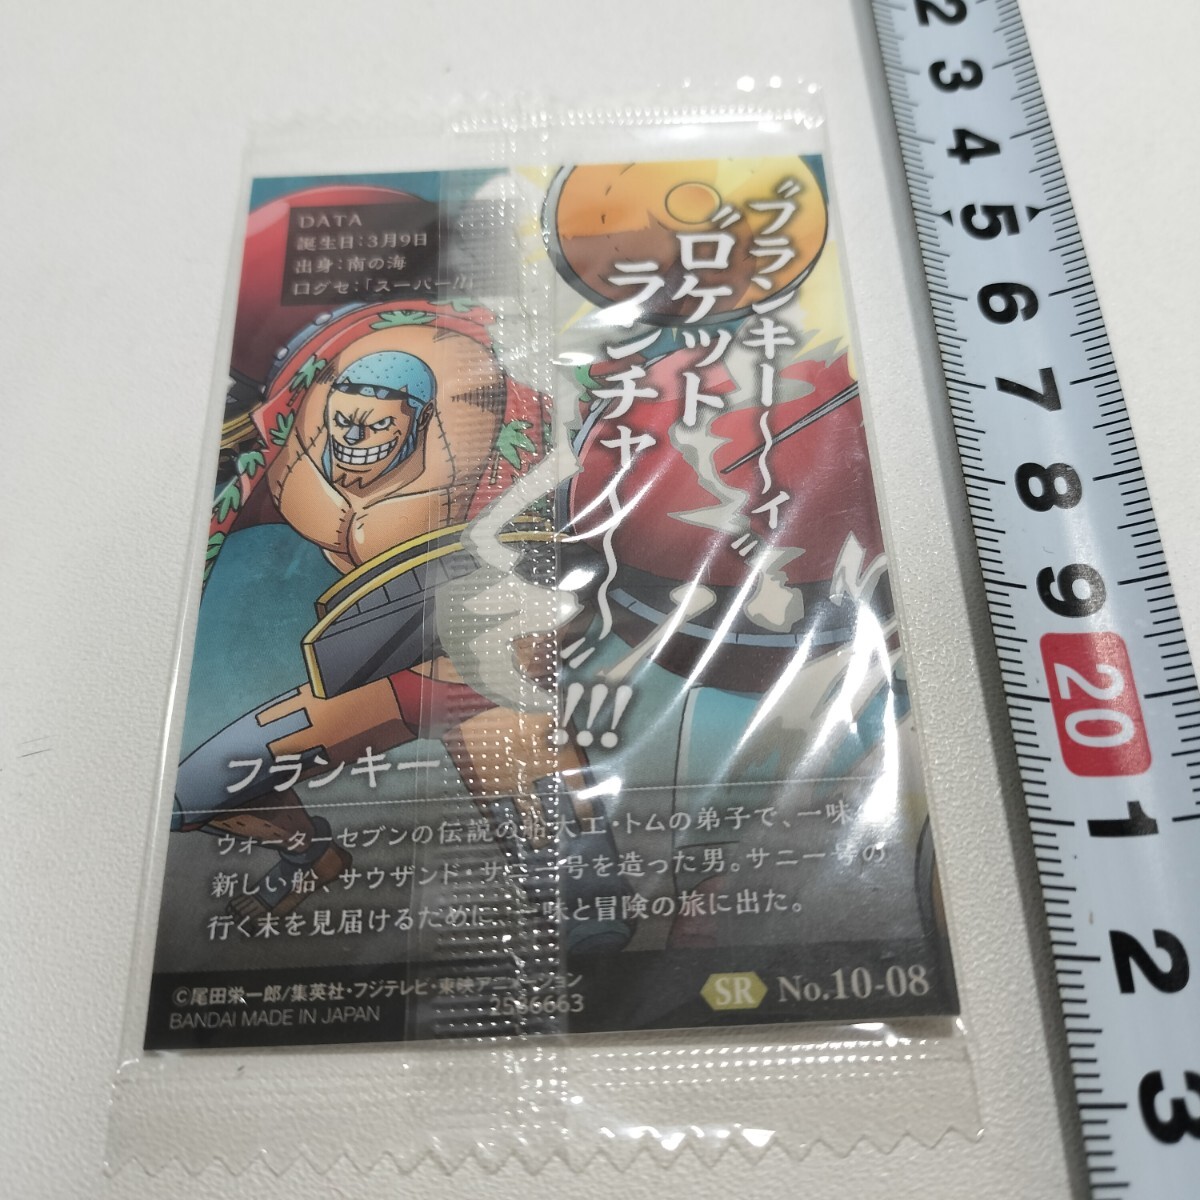 DATA
誕生日:3月9日
出身:南の海
口グセ:「スーパー!!」
〝フランキー〜〜ィ
〝ロケット〟
ランチャ〜〜〜〟!!!
フランキー
ウォーターセブンの伝説の船大工・トムの弟子で、一味の
新しい船、サウザンド・サニー号を造った男。サニー号の
行く末を見届けるために、一味と冒険の旅に出た。
©尾田栄一郎/集英社・フジテレビ・東映アニメーション
BANDAI MADE IN JAPAN
2566663
SR No.10-08
2
3
4
5
6
7
8
9
20
1
2
3